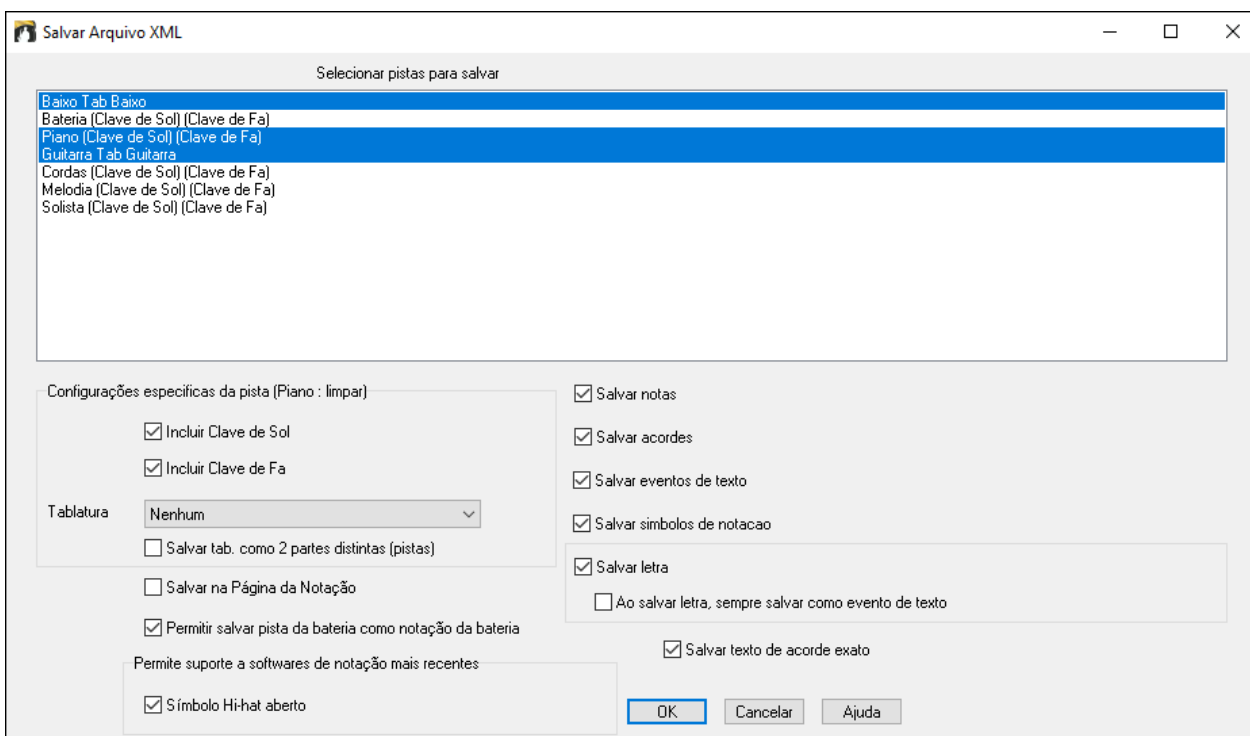 Salvar Arquivo XML
Selecionar pistas para salvar
Baixo Tab Baixo
Bateria (Clave de Sol) (Clave de Fa)
Piano (Clave de Sol) (Clave de Fa)
Guitarra Tab Guitarra
Cordas (Clave de Sol) (Clave de Fa)
Melodia (Clave de Sol) (Clave de Fa)
Solista (Clave de Sol) (Clave de Fa)
Configurações especificas da pista (Piano : limpar)
Incluir Clave de Sol
Incluir Clave de Fa
Tablatura Nenhum
Salvar tab. como 2 partes distintas (pistas)
Salvar na Página da Notação
Permitir salvar pista da bateria como notação da bateria
Permite suporte a softwares de notação mais recentes
Símbolo Hi-hat aberto
Salvar notas
Salvar acordes
Salvar eventos de texto
Salvar simbolos de notacao
Salvar letra
Ao salvar letra, sempre salvar como evento de texto
Salvar texto de acorde exato
OK Cancelar Ajuda